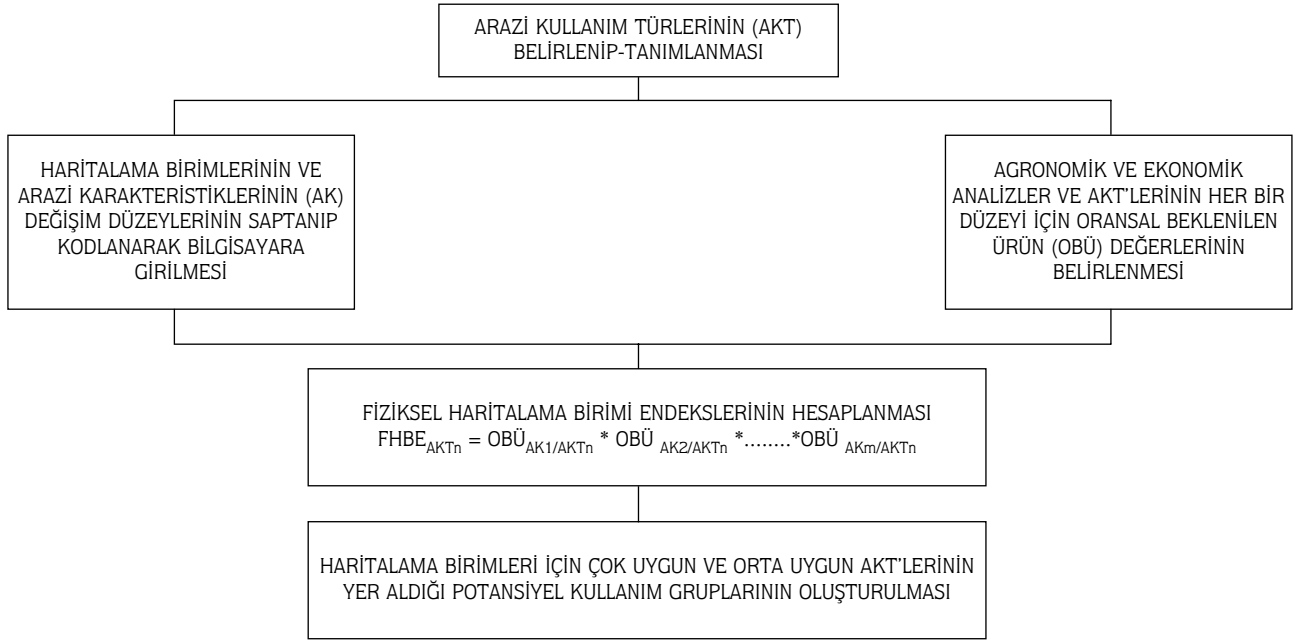 ARAZİ KULLANIM TÜRLERİNİN (AKT)
BELİRLENİP-TANIMLANMASI
HARİTALAMA BİRİMLERİNİN VE
ARAZİ KARAKTERİSTİKLERİNİN (AK)
DEĞİŞİM DÜZEYLERİNİN SAPTANIP
KODLANARAK BİLGİSAYARA
GİRİLMESİ
AGRONOMİK VE EKONOMİK
ANALİZLER VE AKT'LERİNİN HER BİR
DÜZEYİ İÇİN ORANSAL BEKLENİLEN
ÜRÜN (OBÜ) DEĞERLERİNİN
BELİRLENMESİ
FİZİKSEL HARİTALAMA BİRİMİ ENDEKSLERİNİN HESAPLANMASI
FHBE_AKTn = OBÜ_AK1/AKTn * OBÜ _AK2/AKTn *........*OBÜ _AKm/AKTn
HARİTALAMA BİRİMLERİ İÇİN ÇOK UYGUN VE ORTA UYGUN AKT'LERİNİN
YER ALDIĞI POTANSİYEL KULLANIM GRUPLARININ OLUŞTURULMASI